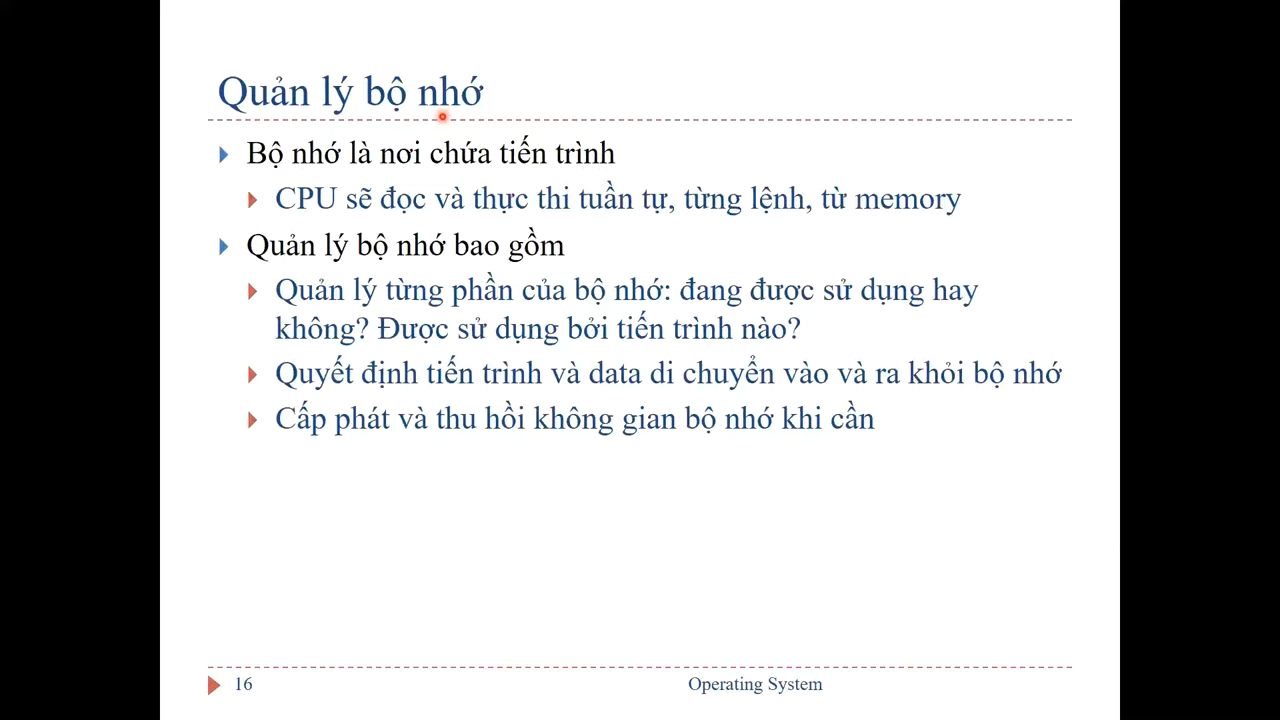 Quản lý bộ nhớ
Bộ nhớ là nơi chứa tiến trình
CPU sẽ đọc và thực thi tuần tự, từng lệnh, từ memory
Quản lý bộ nhớ bao gồm
Quản lý từng phần của bộ nhớ: đang được sử dụng hay
không? Được sử dụng bởi tiến trình nào?
Quyết định tiến trình và data di chuyển vào và ra khỏi bộ nhớ
Cấp phát và thu hồi không gian bộ nhớ khi cần
16 Operating System